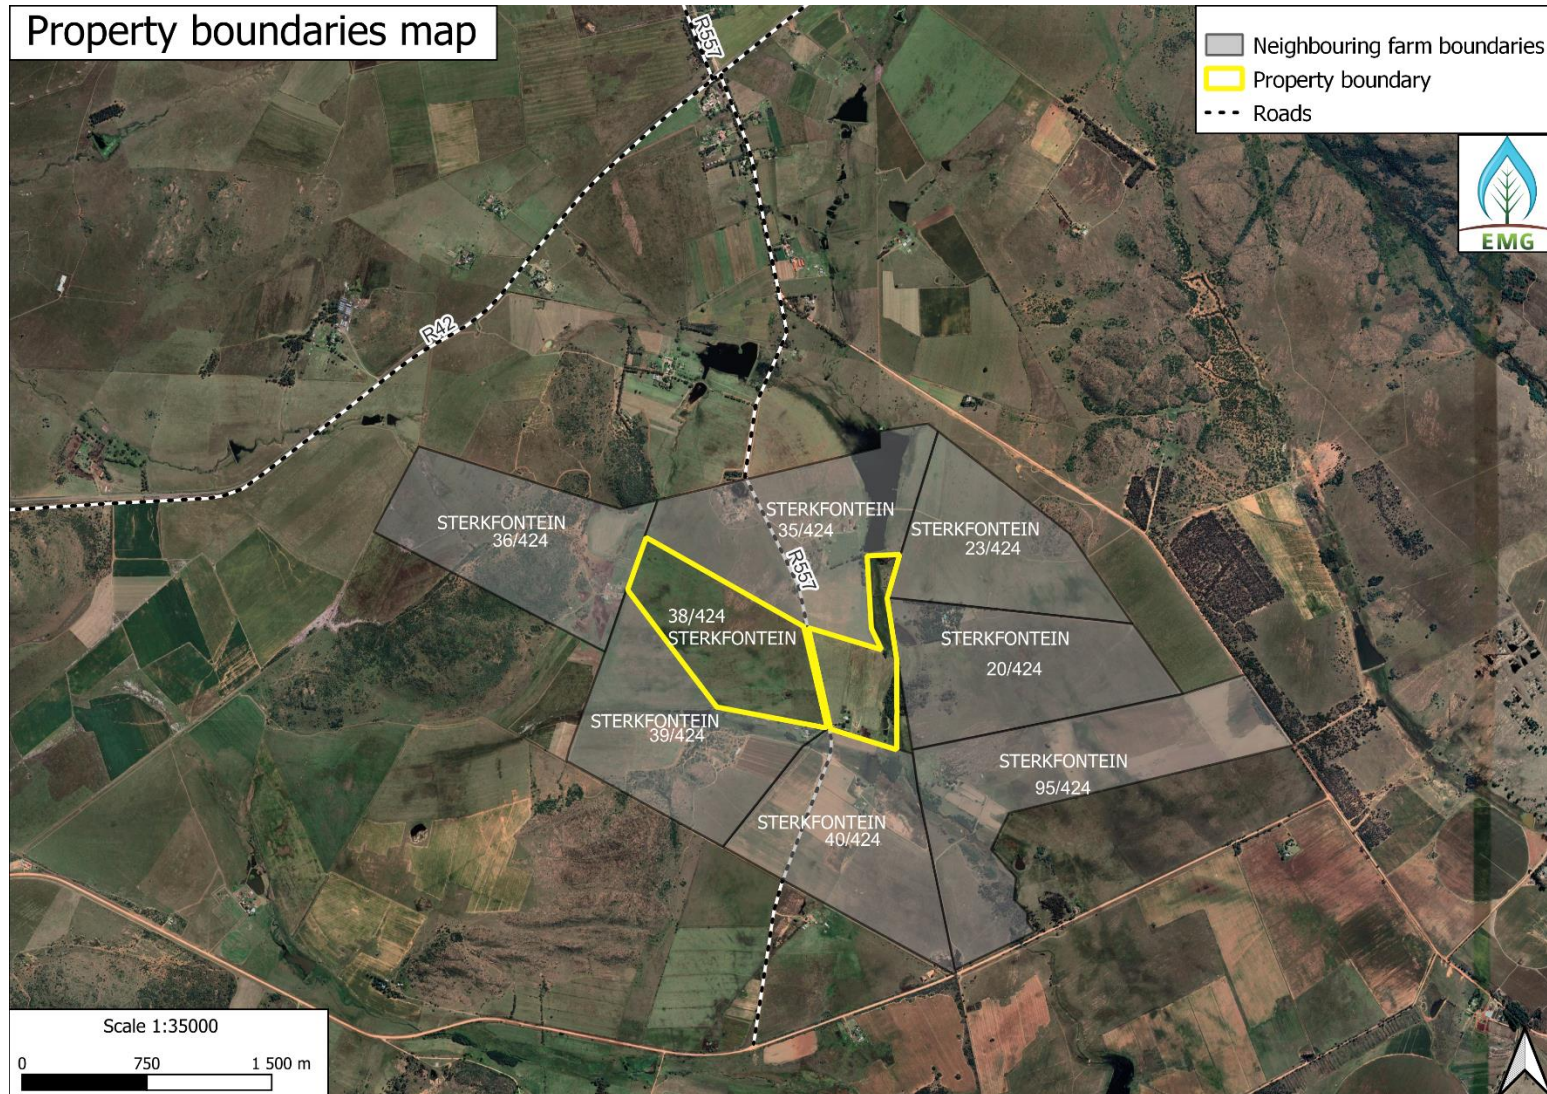 Property boundaries map
Neighbouring farm boundaries
Property boundary
Roads
EMG
R557
R42
STERKFONTEIN
36/424
STERKFONTEIN
35/424
STERKFONTEIN
23/424
R557
38/424
STERKFONTEIN
STERKFONTEIN
20/424
STERKFONTEIN
39/424
STERKFONTEIN
95/424
STERKFONTEIN
40/424
Scale 1:35000
0 750 1 500 m